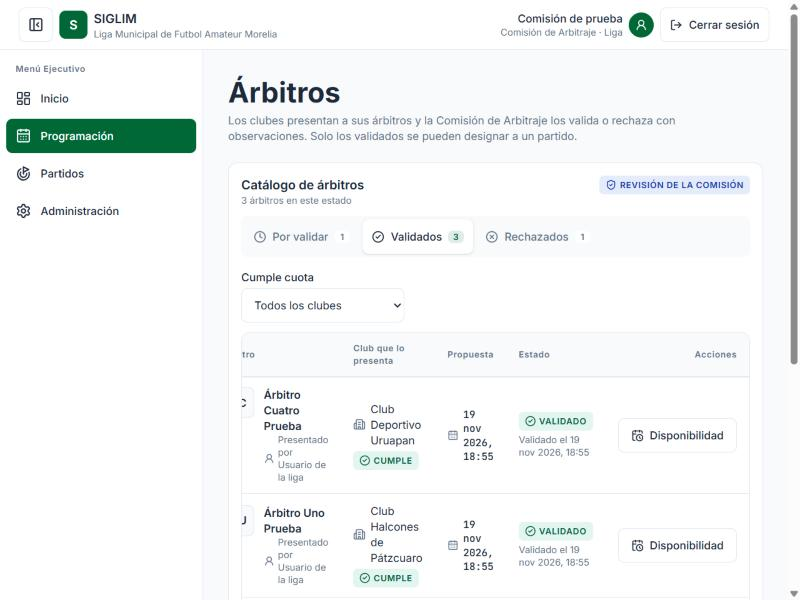 S
SIGLIM
Liga Municipal de Futbol Amateur Morelia
Comisión de prueba
Comisión de Arbitraje · Liga
Cerrar sesión
Menú Ejecutivo
Inicio
Programación
Partidos
Administración
Árbitros
Los clubes presentan a sus árbitros y la Comisión de Arbitraje los valida o rechaza con
observaciones. Solo los validados se pueden designar a un partido.
Catálogo de árbitros
REVISIÓN DE LA COMISIÓN
3 árbitros en este estado
Por validar 1
Validados 3
Rechazados 1
Cumple cuota
Todos los clubes
tro
Club que lo
presenta
Propuesta
Estado
Acciones
Árbitro
Cuatro
Prueba
Presentado
por
Usuario de
la liga
Club
Deportivo
Uruapan
CUMPLE
19
nov
2026,
18:55
VALIDADO
Validado el 19
nov 2026, 18:55
Disponibilidad
Árbitro Uno
Prueba
Presentado
por
Usuario de
la liga
Club
Halcones
de
Pátzcuaro
CUMPLE
19
nov
2026,
18:55
VALIDADO
Validado el 19
nov 2026, 18:55
Disponibilidad